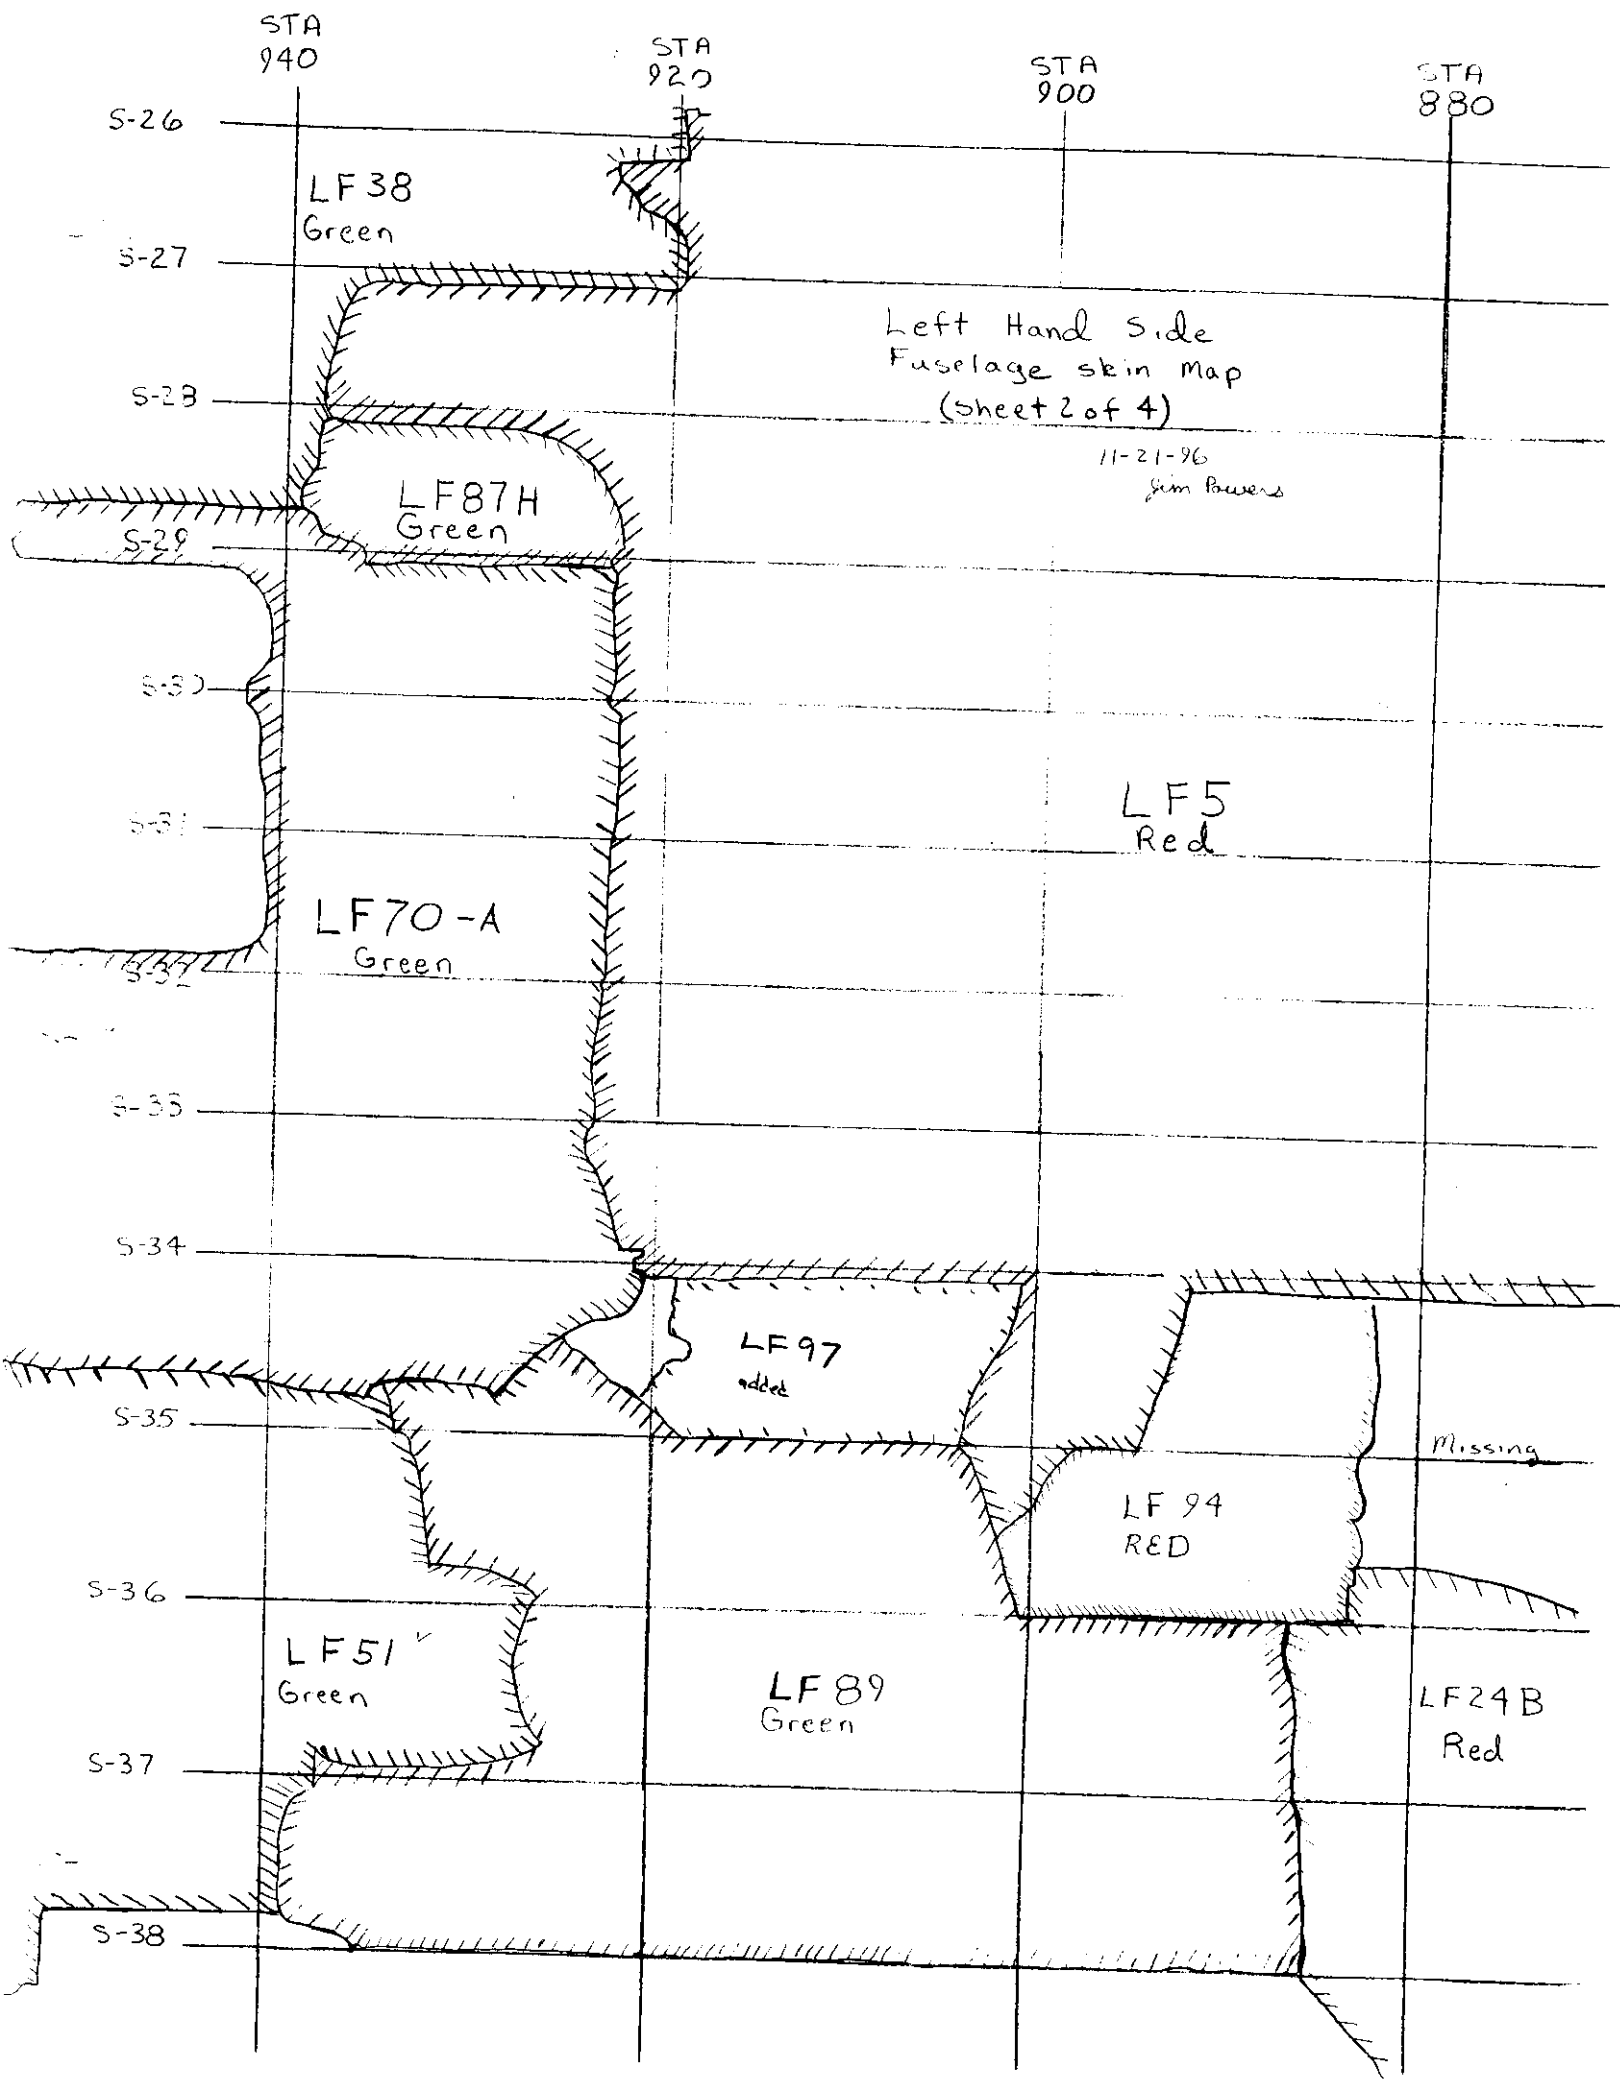 STA
940
STA
920
STA
900
STA
880
S-26
LF38
Green
S-27
Left Hand Side
Fuselage skin Map
(sheet 2 of 4)
11-21-96
Jim Powers
S-28
LF87H
Green
S-29
S-30
S-31
LF5
Red
LF70-A
Green
S-32
S-33
S-34
LF97
added
S-35
Missing
LF 94
RED
S-36
LF51
Green
LF 89
Green
LF24B
Red
S-37
S-38